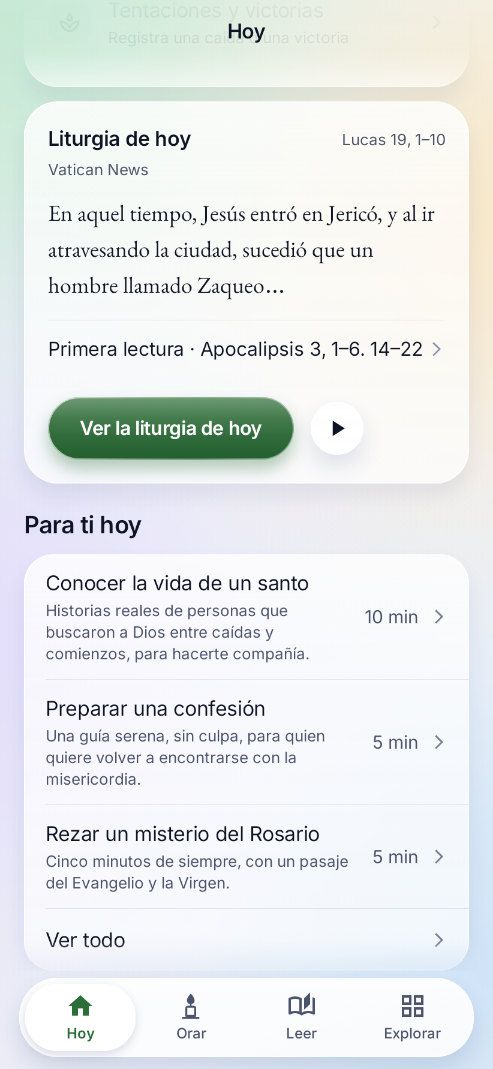 Tentaciones y victorias
Hoy
Registra una caída o una victoria
Liturgia de hoy
Lucas 19, 1–10
Vatican News
En aquel tiempo, Jesús entró en Jericó, y al ir
atravesando la ciudad, sucedió que un
hombre llamado Zaqueo…
Primera lectura · Apocalipsis 3, 1–6. 14–22
Ver la liturgia de hoy
Para ti hoy
Conocer la vida de un santo
Historias reales de personas que
buscaron a Dios entre caídas y
comienzos, para hacerte compañía.
10 min
Preparar una confesión
Una guía serena, sin culpa, para quien
quiere volver a encontrarse con la
misericordia.
5 min
Rezar un misterio del Rosario
Cinco minutos de siempre, con un pasaje
del Evangelio y la Virgen.
5 min
Ver todo
Hoy
Orar
Leer
Explorar